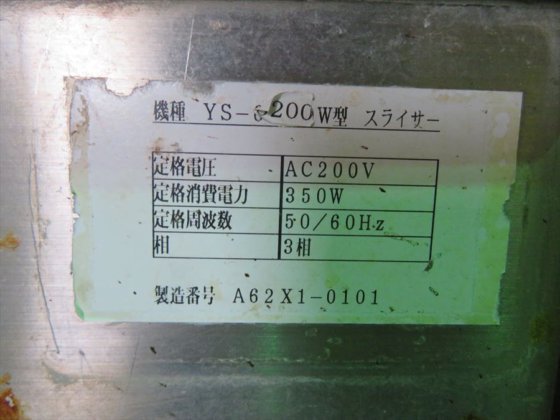 機種 YS-200W型 スライサー
定格電圧 AC200V
定格消費電力 350W
定格周波数 50/60Hz
相 3相
製造番号 A62X1-0101